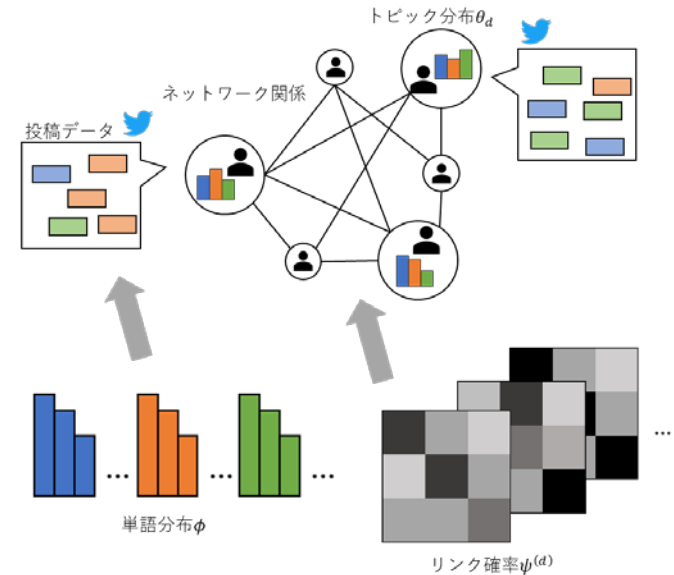 トピック分布θ_d
ネットワーク関係
投稿データ
...
... ... ...
単語分布ϕ
リンク確率ψ^(d)